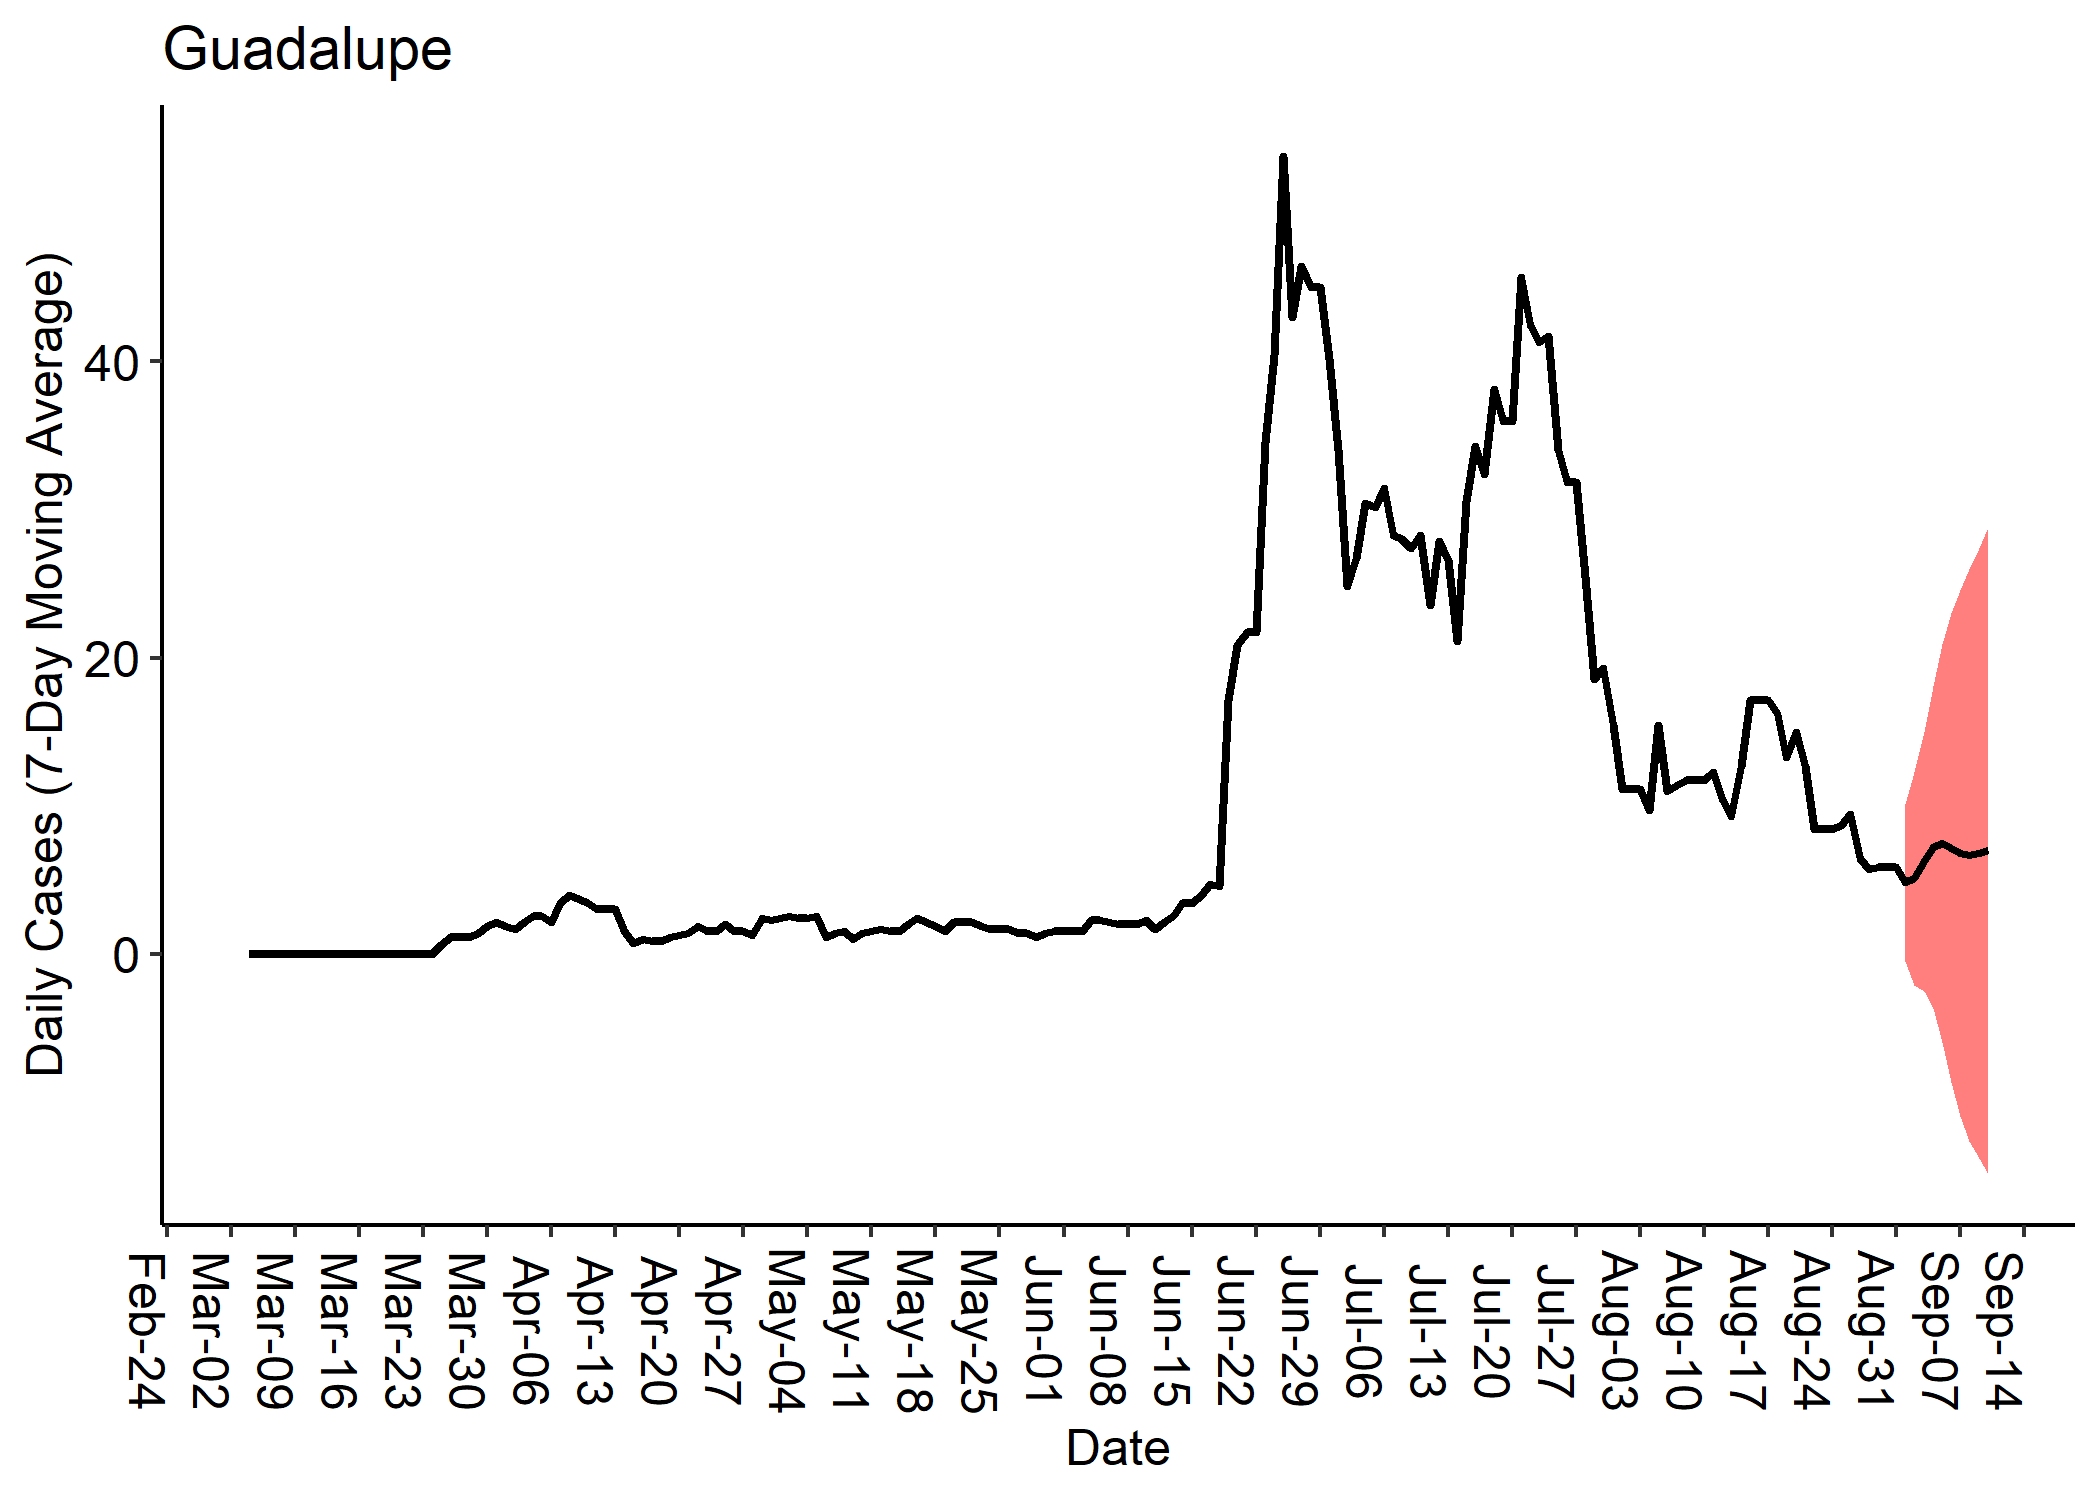 Guadalupe
Daily Cases (7-Day Moving Average)
40
20
0
Feb-24
Mar-02
Mar-09
Mar-16
Mar-23
Mar-30
Apr-06
Apr-13
Apr-20
Apr-27
May-04
May-11
May-18
May-25
Jun-01
Jun-08
Jun-15
Jun-22
Jun-29
Jul-06
Jul-13
Jul-20
Jul-27
Aug-03
Aug-10
Aug-17
Aug-24
Aug-31
Sep-07
Sep-14
Date